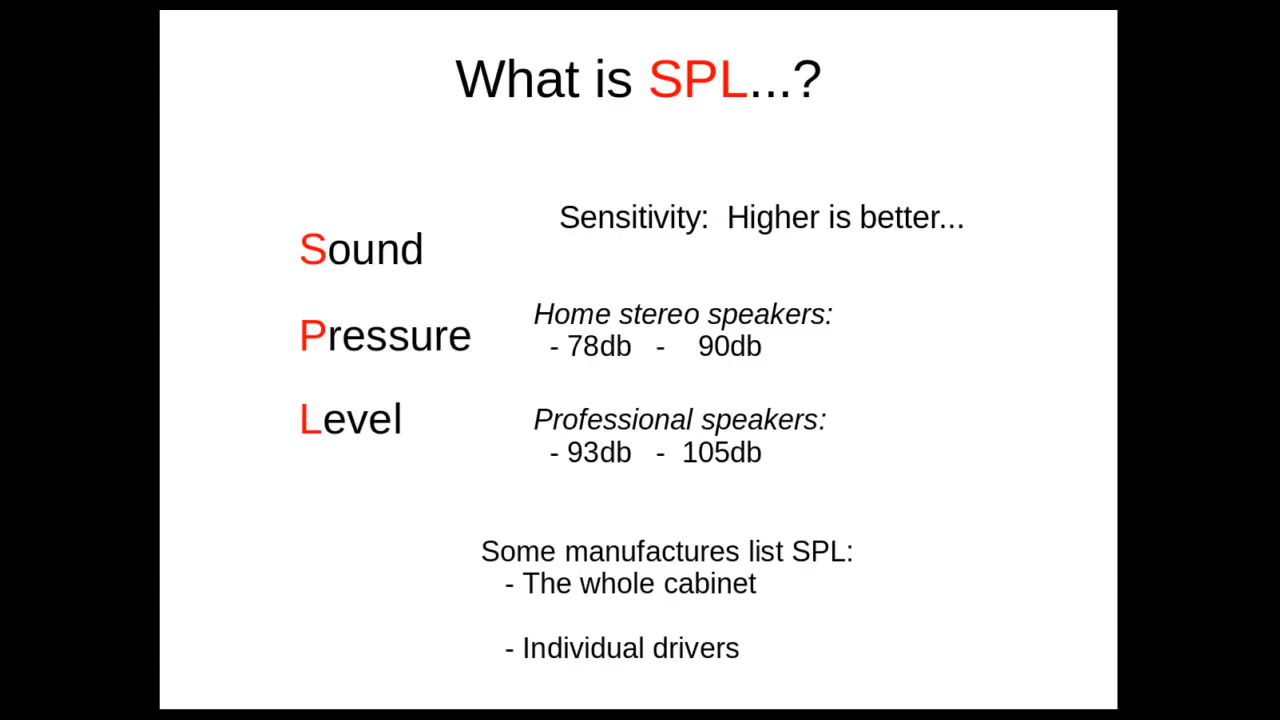 What is SPL...?
Sound
Pressure
Level
Sensitivity: Higher is better...
Home stereo speakers:
- 78db - 90db
Professional speakers:
- 93db - 105db
Some manufactures list SPL:
- The whole cabinet
- Individual drivers